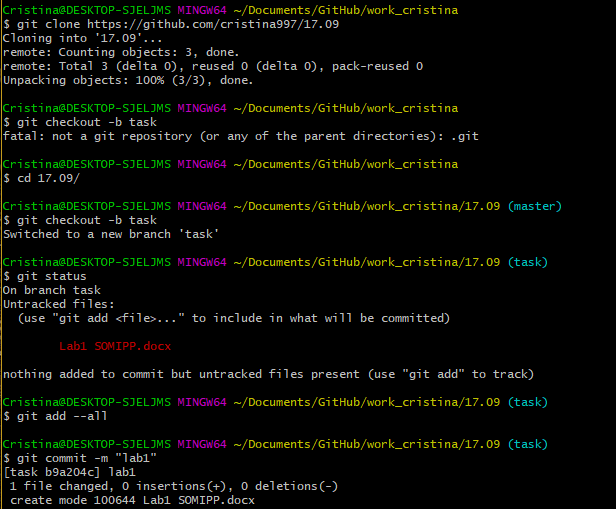 Cristina@DESKTOP-SJELJMS MINGW64 ~/Documents/GitHub/work_cristina
$ git clone https://github.com/cristina997/17.09
Cloning into '17.09'...
remote: Counting objects: 3, done.
remote: Total 3 (delta 0), reused 0 (delta 0), pack-reused 0
Unpacking objects: 100% (3/3), done.
Cristina@DESKTOP-SJELJMS MINGW64 ~/Documents/GitHub/work_cristina
$ git checkout -b task
fatal: not a git repository (or any of the parent directories): .git
Cristina@DESKTOP-SJELJMS MINGW64 ~/Documents/GitHub/work_cristina
$ cd 17.09/
Cristina@DESKTOP-SJELJMS MINGW64 ~/Documents/GitHub/work_cristina/17.09 (master)
$ git checkout -b task
Switched to a new branch 'task'
Cristina@DESKTOP-SJELJMS MINGW64 ~/Documents/GitHub/work_cristina/17.09 (task)
$ git status
On branch task
Untracked files:
(use "git add <file>..." to include in what will be committed)
Lab1 SOMIPP.docx
nothing added to commit but untracked files present (use "git add" to track)
Cristina@DESKTOP-SJELJMS MINGW64 ~/Documents/GitHub/work_cristina/17.09 (task)
$ git add --all
Cristina@DESKTOP-SJELJMS MINGW64 ~/Documents/GitHub/work_cristina/17.09 (task)
$ git commit -m "lab1"
[task b9a204c] lab1
1 file changed, 0 insertions(+), 0 deletions(-)
create mode 100644 Lab1 SOMIPP.docx